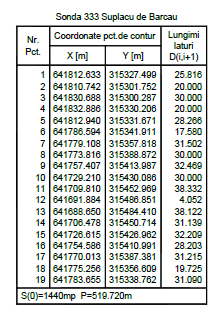 Sonda 333 Suplacu de Barcau
Nr. Pct. Coordonate pct.de contur Lungimi laturi D(i,i+1)
X [m] Y [m]
1 641812.633 315327.499 25.816
2 641810.742 315301.752 20.000
3 641830.688 315300.287 30.000
4 641832.886 315330.206 20.000
5 641812.940 315331.671 28.266
6 641786.594 315341.911 17.580
7 641779.108 315357.818 31.502
8 641773.816 315388.872 30.000
9 641757.407 315413.987 32.469
10 641729.210 315430.086 30.000
11 641709.810 315452.969 38.332
12 641691.884 315486.851 4.052
13 641688.650 315484.410 38.122
14 641706.478 315450.714 31.139
15 641726.615 315426.962 32.209
16 641754.586 315410.991 28.203
17 641770.013 315387.381 31.215
18 641775.256 315356.609 19.725
19 641783.655 315338.762 31.090
S(0)=1440mp P=519.720m